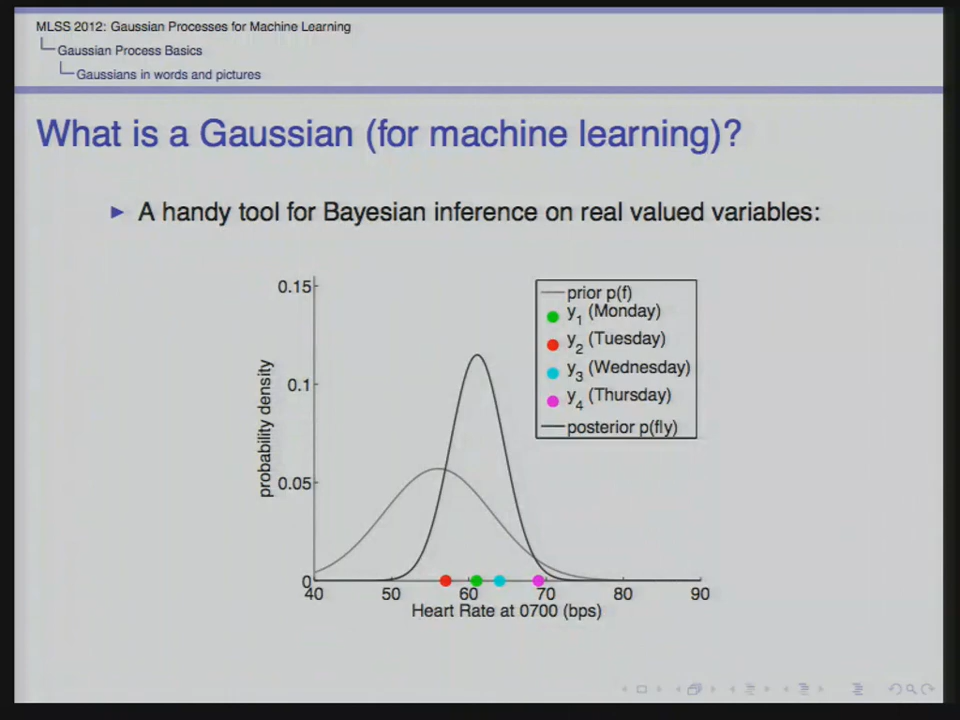 MLSS 2012: Gaussian Processes for Machine Learning
Gaussian Process Basics
Gaussians in words and pictures
What is a Gaussian (for machine learning)?
A handy tool for Bayesian inference on real valued variables:
0.15
0.1
0.05
0
probability density
prior p(f)
y1 (Monday)
y2 (Tuesday)
y3 (Wednesday)
y4 (Thursday)
posterior p(f|y)
40 50 60 70 80 90
Heart Rate at 0700 (bps)